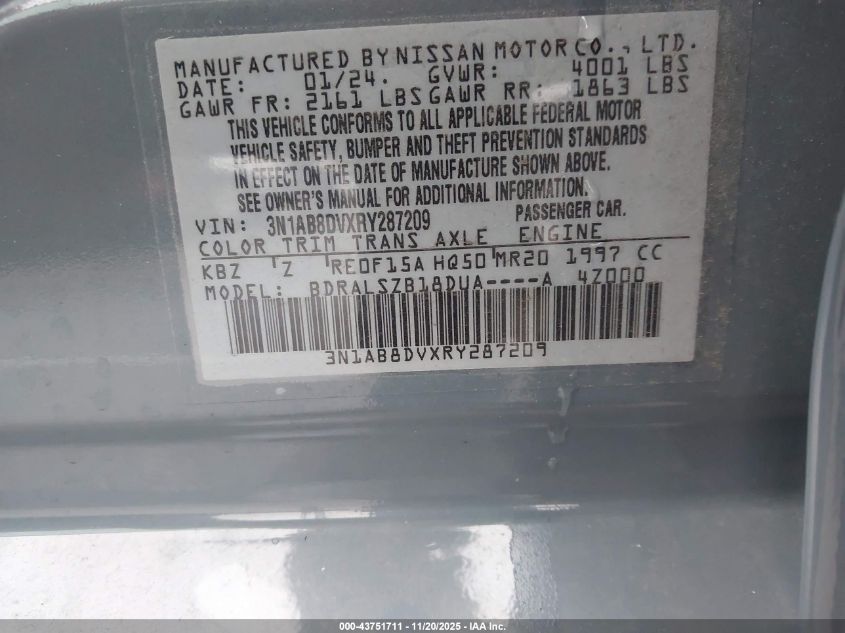 MANUFACTURED BY NISSAN MOTOR CO., LTD.
DATE: 01/24. GVWR: 4001 LBS
GAWR FR: 2161 LBS GAWR RR: 1863 LBS
THIS VEHICLE CONFORMS TO ALL APPLICABLE FEDERAL MOTOR
VEHICLE SAFETY, BUMPER AND THEFT PREVENTION STANDARDS
IN EFFECT ON THE DATE OF MANUFACTURE SHOWN ABOVE.
SEE OWNER'S MANUAL FOR ADDITIONAL INFORMATION.
VIN: 3N1AB8DVXRY287209 PASSENGER CAR.
COLOR TRIM TRANS AXLE ENGINE
KBZ Z RE0F15A HQ50 MR20 1997 CC
MODEL: BDRALSZB18DUA----A 4Z000
3N1AB8DVXRY287209
000-43751711 - 11/20/2025 - IAA Inc.